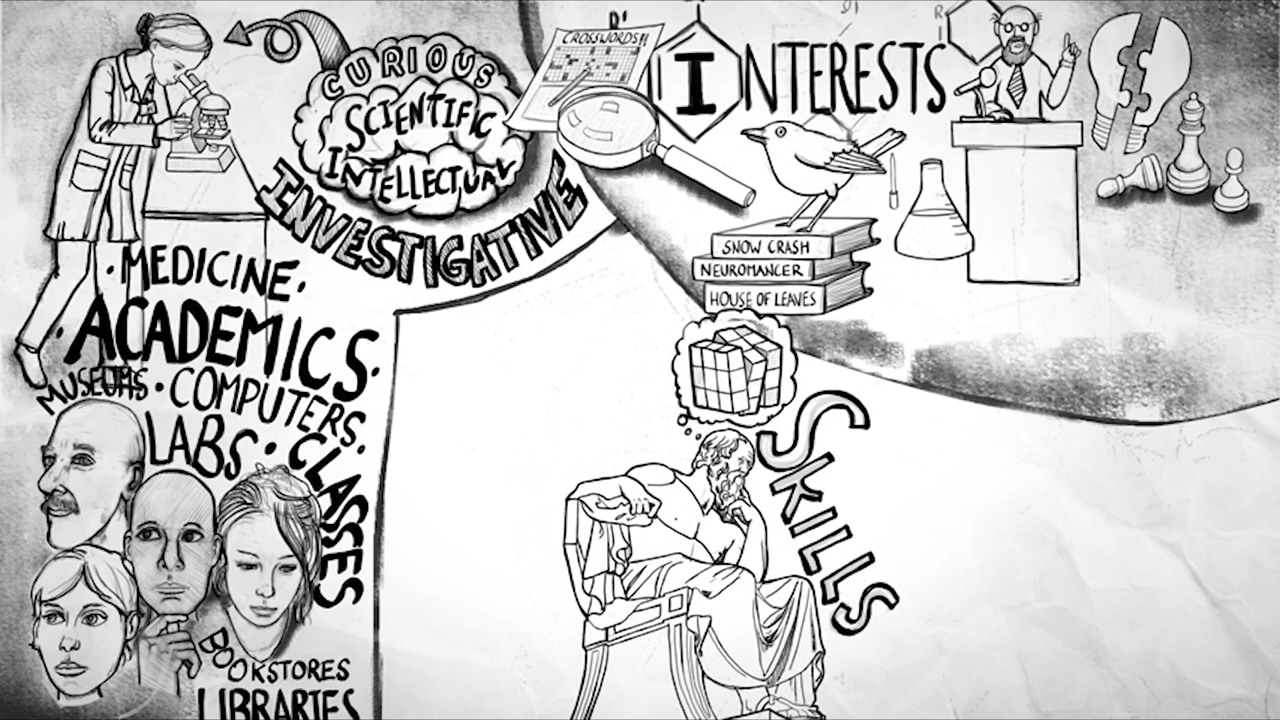 CURIOUS
SCIENTIFIC
INTELLECTUAL
INVESTIGATIVE
·MEDICINE·
·ACADEMICS·
MUSEUMS·COMPUTERS·
LABS·CLASSES
BOOKSTORES
LIBRARIES
CROSSWORDS!!
INTERESTS
SNOW CRASH
NEUROMANCER
HOUSE OF LEAVES
SKILLS